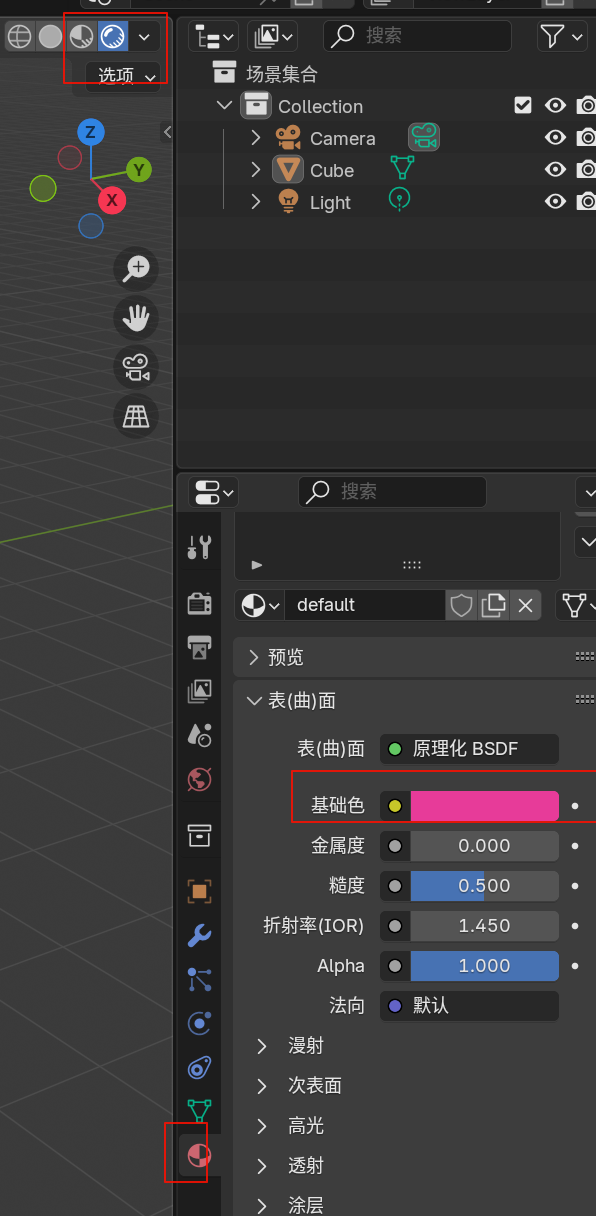 搜索
选项
场景集合
Collection
Z
Camera
Y
Cube
X
Light
搜索
default
预览
表(曲)面
表(曲)面 原理化 BSDF
基础色
金属度 0.000
糙度 0.500
折射率(IOR) 1.450
Alpha 1.000
法向 默认
漫射
次表面
高光
透射
涂层